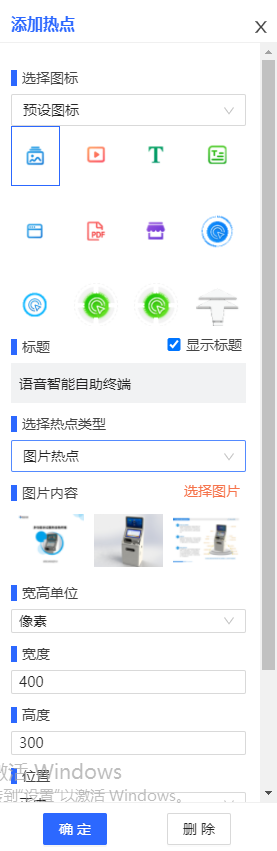 添加热点
X
选择图标
预设图标
T
T
PDF
标题
显示标题
语音智能自助终端
选择热点类型
图片热点
图片内容
选择图片
宽高单位
像素
宽度
400
高度
300
激活 Windows
位置
转到“设置”以激活 Windows。
确 定
删 除